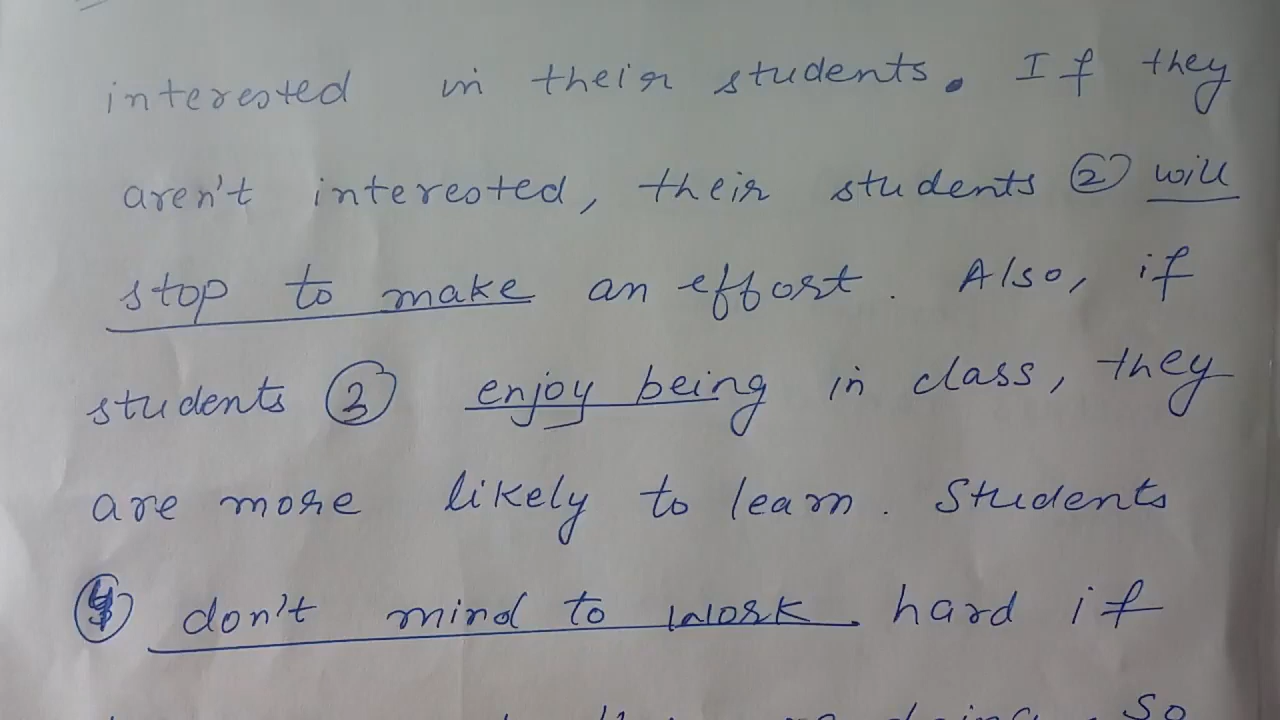 interested in their students. If they
aren't interested, their students ② will
stop to make an effort. Also, if
students ③ enjoy being in class, they
are more likely to learn. Students
④ don't mind to work hard if
So